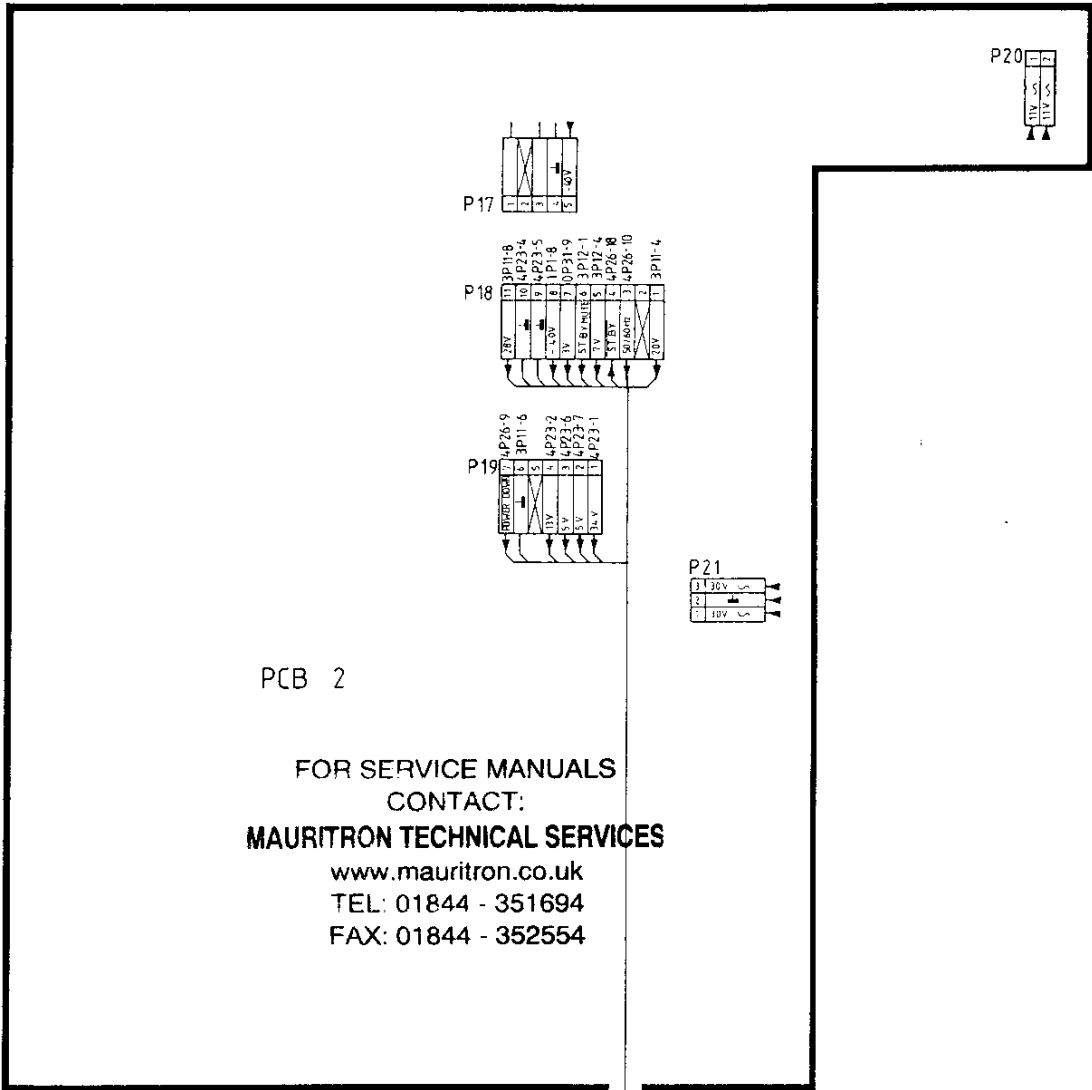 P20
1 2
11V 11V
P17
1 2 3 4 5
-40V
3P11-8
4P23-4
4P23-5
1P1-8
0P31-9
3P12-1
3P12-4
4P26-18
4P26-10
3P11-4
P18
11 10 9 8 7 6 5 4 3 2 1
28V
-40V
3V
ST BY MUTE
7V
ST BY
50/60HZ
20V
4P26-9
3P11-6
4P23-2
4P23-6
4P23-7
4P23-1
P19
7 6 5 4 3 2 1
POWER DOWN
13V
5V
5V
34V
P21
3 30V
2
1 30V
PCB 2
FOR SERVICE MANUALS
CONTACT:
MAURITRON TECHNICAL SERVICES
www.mauritron.co.uk
TEL: 01844 - 351694
FAX: 01844 - 352554